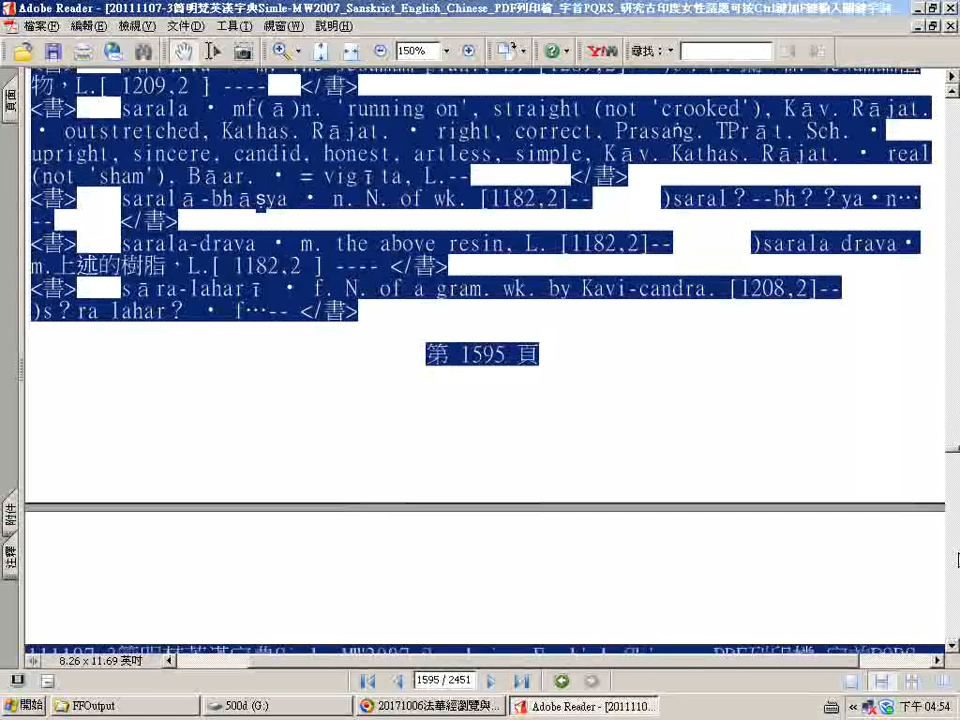 Adobe Reader - [20111107-3簡明梵英漢字典Simle-MW2007_Sanskrict_English_Chinese_PDF列印檔_字首PQRS_研究古印度女性議題可按Ctrl鍵加F鍵輸入關鍵字詞
檔案(F) 編輯(E) 檢視(V) 文件(D) 工具(T) 視窗(W) 說明(H)
150% Y! 尋找：
頁面
物，L.[ 1209,2 ] ---- </書>
<書> sarala ‧ mf(ā)n. 'running on', straight (not 'crooked'), Kāv. Rājat.
‧ outstretched, Kathas. Rājat. ‧ right, correct, Prasaṅg. TPrāt. Sch. ‧
upright, sincere, candid, honest, artless, simple, Kāv. Kathas. Rājat. ‧ real
(not 'sham'), Bāar. ‧ = vigīta, L.-- </書>
<書> saralā-bhāṣya ‧ n. N. of wk. [1182,2]-- )saral？--bh？？ya‧n…
-- </書>
<書> sarala-drava ‧ m. the above resin, L. [1182,2]-- )sarala drava‧
m.上述的樹脂，L.[ 1182,2 ] ---- </書>
<書> sāra-laharī ‧ f. N. of a gram. wk. by Kavi-candra. [1208,2]--
)s？ra lahar？ ‧ f…-- </書>
第 1595 頁
附件
注釋
8.26 x 11.69 英吋
1595 / 2451
開始 FFOutput 500d (G:) 20171006法華經瀏覽與... Adobe Reader - [2011110... 下午 04:54